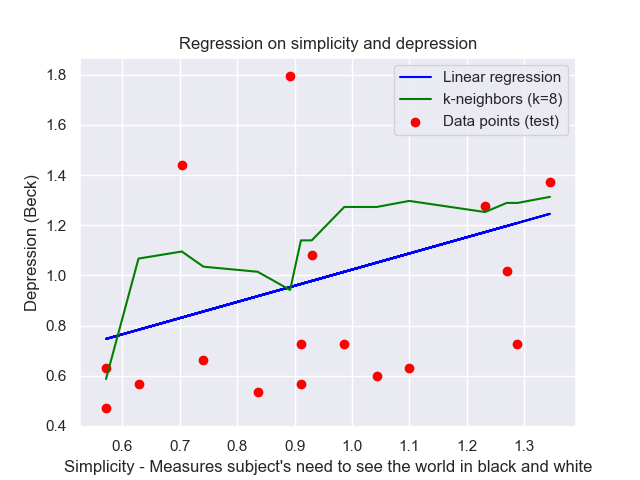 Regression on simplicity and depression
Linear regression
k-neighbors (k=8)
Data points (test)
Depression (Beck)
1.8
1.6
1.4
1.2
1.0
0.8
0.6
0.4
0.6
0.7
0.8
0.9
1.0
1.1
1.2
1.3
Simplicity - Measures subject's need to see the world in black and white